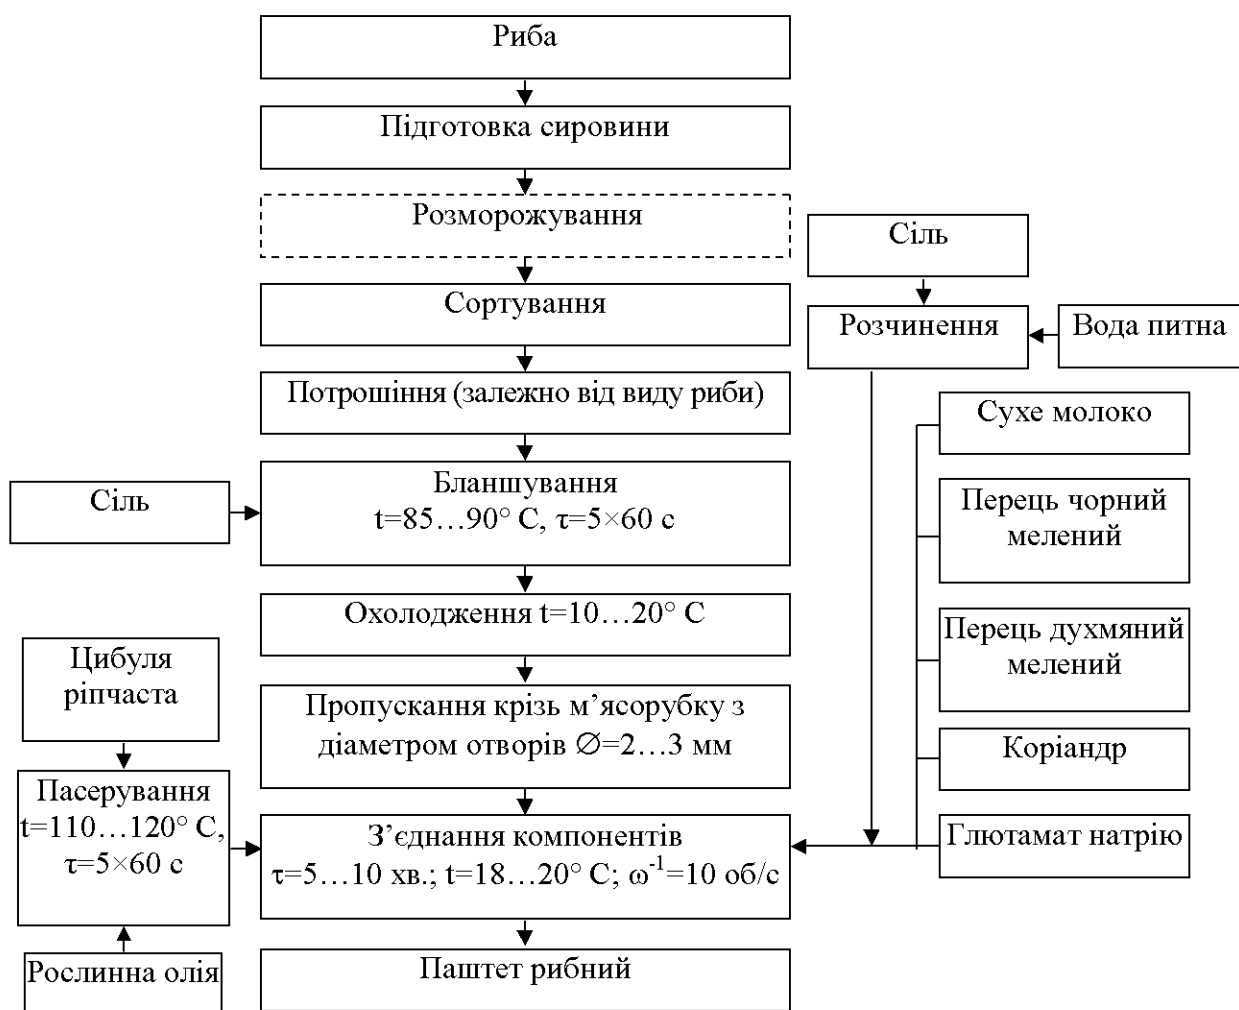 Риба
Підготовка сировини
Розморожування
Сортування
Потрошіння (залежно від виду риби)
Сіль
Бланшування
t=85…90° С, τ=5×60 с
Охолодження t=10…20° С
Пропускання крізь м’ясорубку з
діаметром отворів ∅=2…3 мм
Цибуля
ріпчаста
Пасерування
t=110…120° С,
τ=5×60 с
Рослинна олія
З’єднання компонентів
τ=5…10 хв.; t=18…20° С; ω⁻¹=10 об/с
Паштет рибний
Сіль
Розчинення
Вода питна
Сухе молоко
Перець чорний
мелений
Перець духмяний
мелений
Коріандр
Глютамат натрію